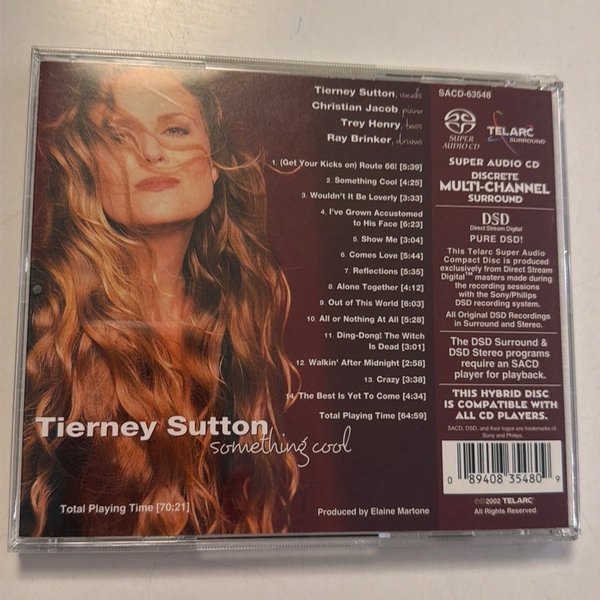 Tierney Sutton, vocals
Christian Jacob piano
Trey Henry, bass
Ray Brinker, drums
1. (Get Your Kicks on) Route 66! [5:39]
2. Something Cool [4:25]
3. Wouldn't It Be Loverly [3:33]
4. I've Grown Accustomed
to His Face [6:23]
5. Show Me [3:04]
6. Comes Love [5:44]
7. Reflections [5:35]
8. Alone Together [4:12]
9. Out of This World [6:03]
10. All or Nothing At All [5:28]
11. Ding-Dong! The Witch
Is Dead [3:01]
12. Walkin' After Midnight [2:58]
13. Crazy [3:38]
14. The Best Is Yet To Come [4:34]
Total Playing Time [64:59]
Tierney Sutton
something cool
Total Playing Time [70:21]
Produced by Elaine Martone
SACD-63548
SUPER AUDIO CD
TELARC
SURROUND
SUPER AUDIO CD
DISCRETE
MULTI-CHANNEL
SURROUND
DSD
Direct Stream Digital
PURE DSD!
This Telarc Super Audio
Compact Disc is produced
exclusively from Direct Stream
Digital™ masters made during
the recording sessions
with the Sony/Philips
DSD recording system.
All Original DSD Recordings
in Surround and Stereo.
The DSD Surround &
DSD Stereo programs
require an SACD
player for playback.
THIS HYBRID DISC
IS COMPATIBLE WITH
ALL CD PLAYERS.
SACD, DSD, and their logos are trademarks of
Sony and Philips.
0 89408 35480 9
℗©2002 TELARC
All Rights Reserved